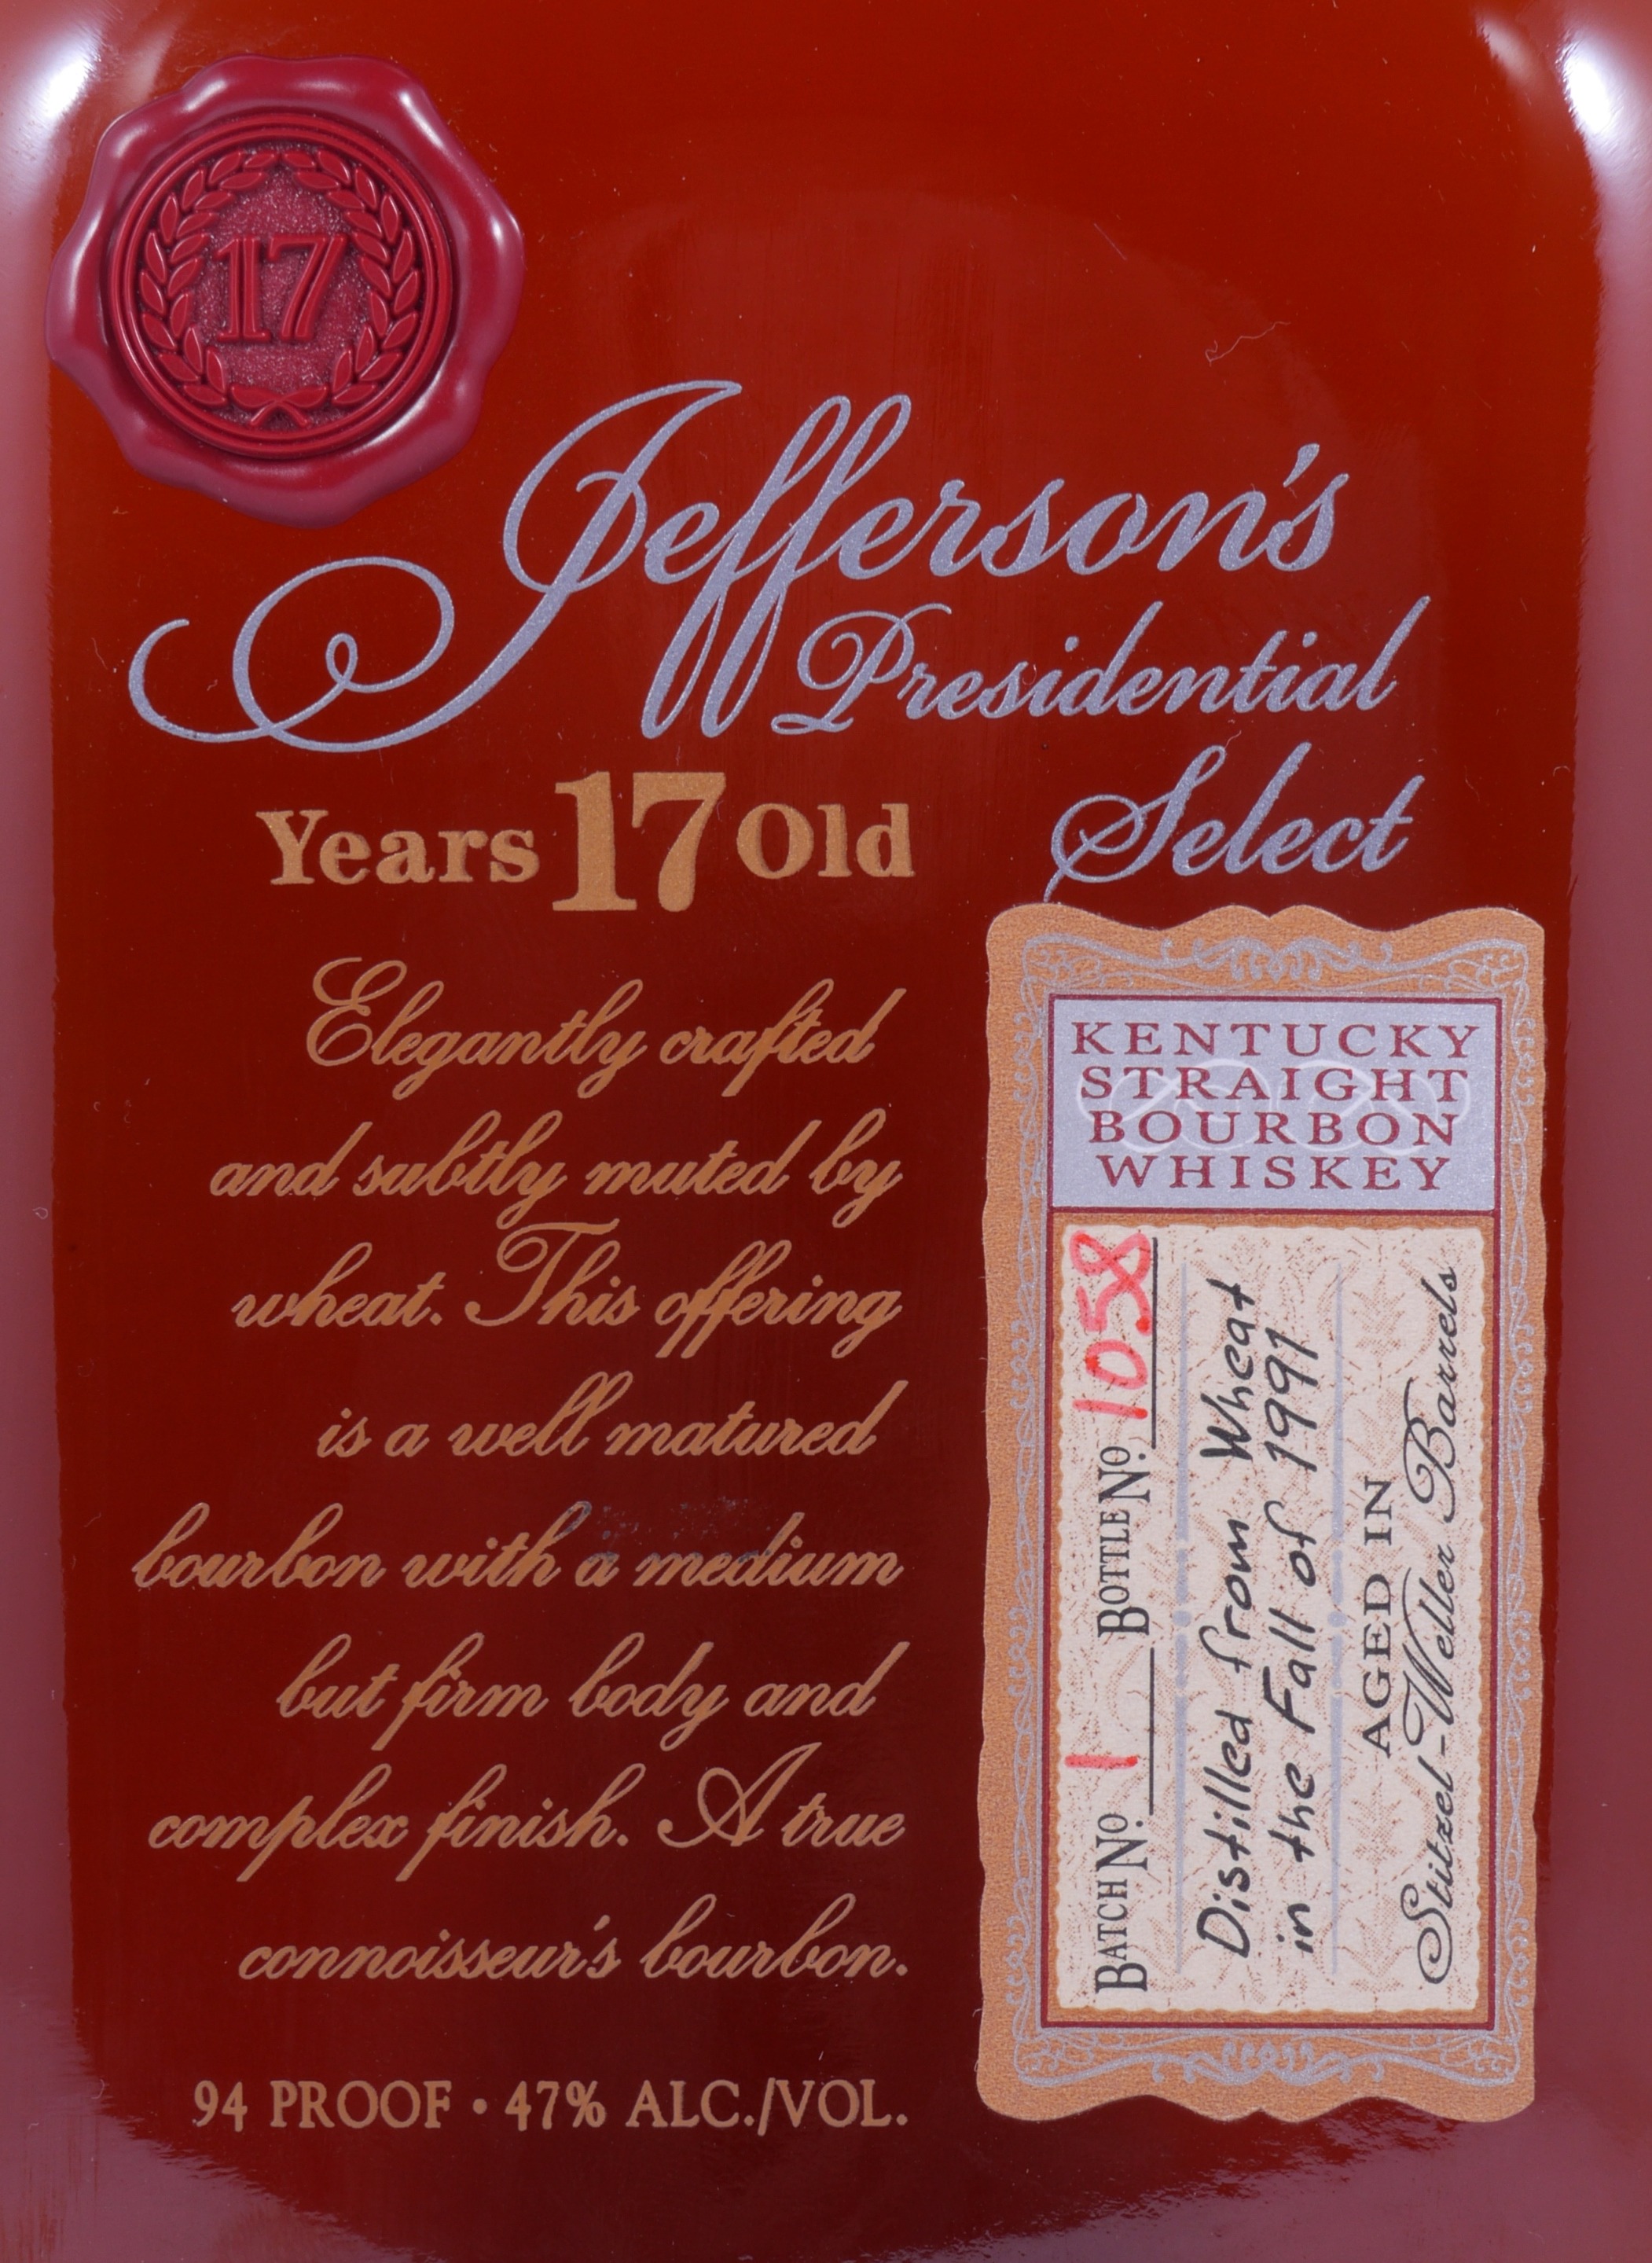 17
Jefferson's
Presidential
Select
Years 17 Old
Elegantly crafted
and subtly muted by
wheat. This offering
is a well matured
bourbon with a medium
but firm body and
complex finish. A true
connoisseur's bourbon.
94 PROOF • 47% ALC./VOL.
KENTUCKY
STRAIGHT
BOURBON
WHISKEY
BATCH Nº 1 BOTTLE Nº 1058
Distilled from Wheat
in the Fall of 1991
AGED IN
Stitzel-Weller Barrels